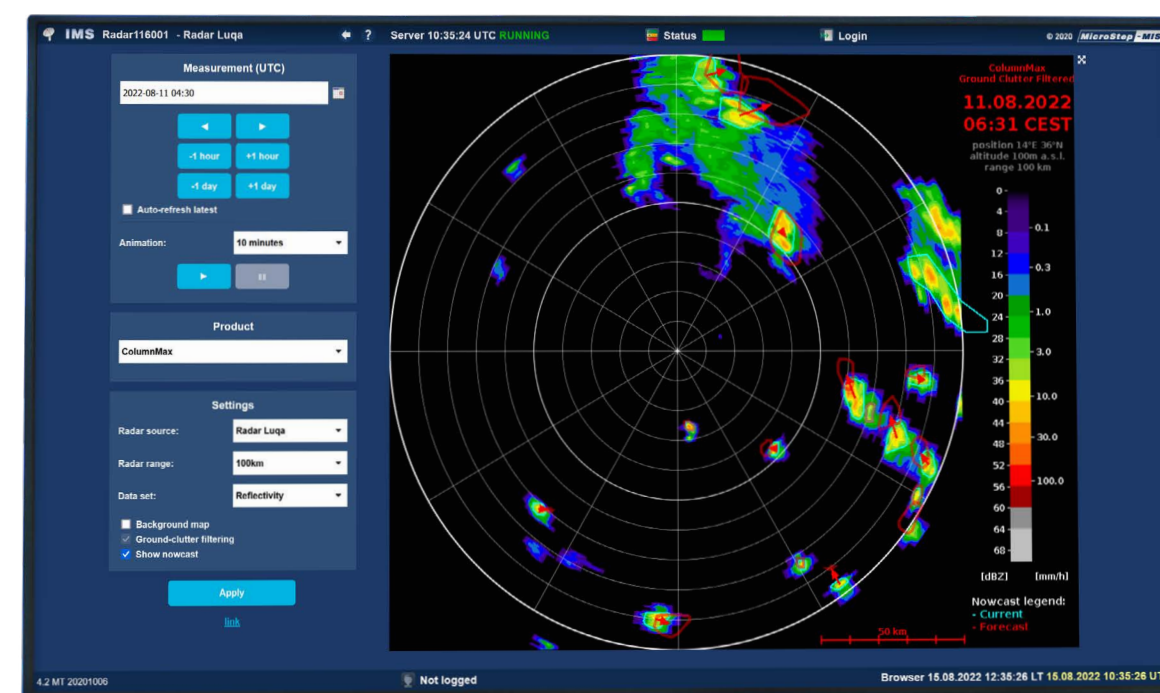 IMS Radar116001 - Radar Luqa
?
Server 10:35:24 UTC RUNNING
Status
Login
© 2020 MicroStep-MIS
Measurement (UTC)
2022-08-11 04:30
-1 hour
+1 hour
-1 day
+1 day
Auto-refresh latest
Animation:
10 minutes
Product
ColumnMax
Settings
Radar source:
Radar Luqa
Radar range:
100km
Data set:
Reflectivity
Background map
Ground-clutter filtering
Show nowcast
Apply
link
ColumnMax
Ground Clutter Filtered
11.08.2022
06:31 CEST
position 14°E 36°N
altitude 100m a.s.l.
range 100 km
0
4
0.1
8
12
0.3
16
20
1.0
24
28
3.0
32
36
10.0
40
44
30.0
48
52
100.0
56
60
64
68
[dBZ] [mm/h]
Nowcast legend:
- Current
- Forecast
50 km
4.2 MT 20201006
Not logged
Browser 15.08.2022 12:35:26 LT 15.08.2022 10:35:26 UT